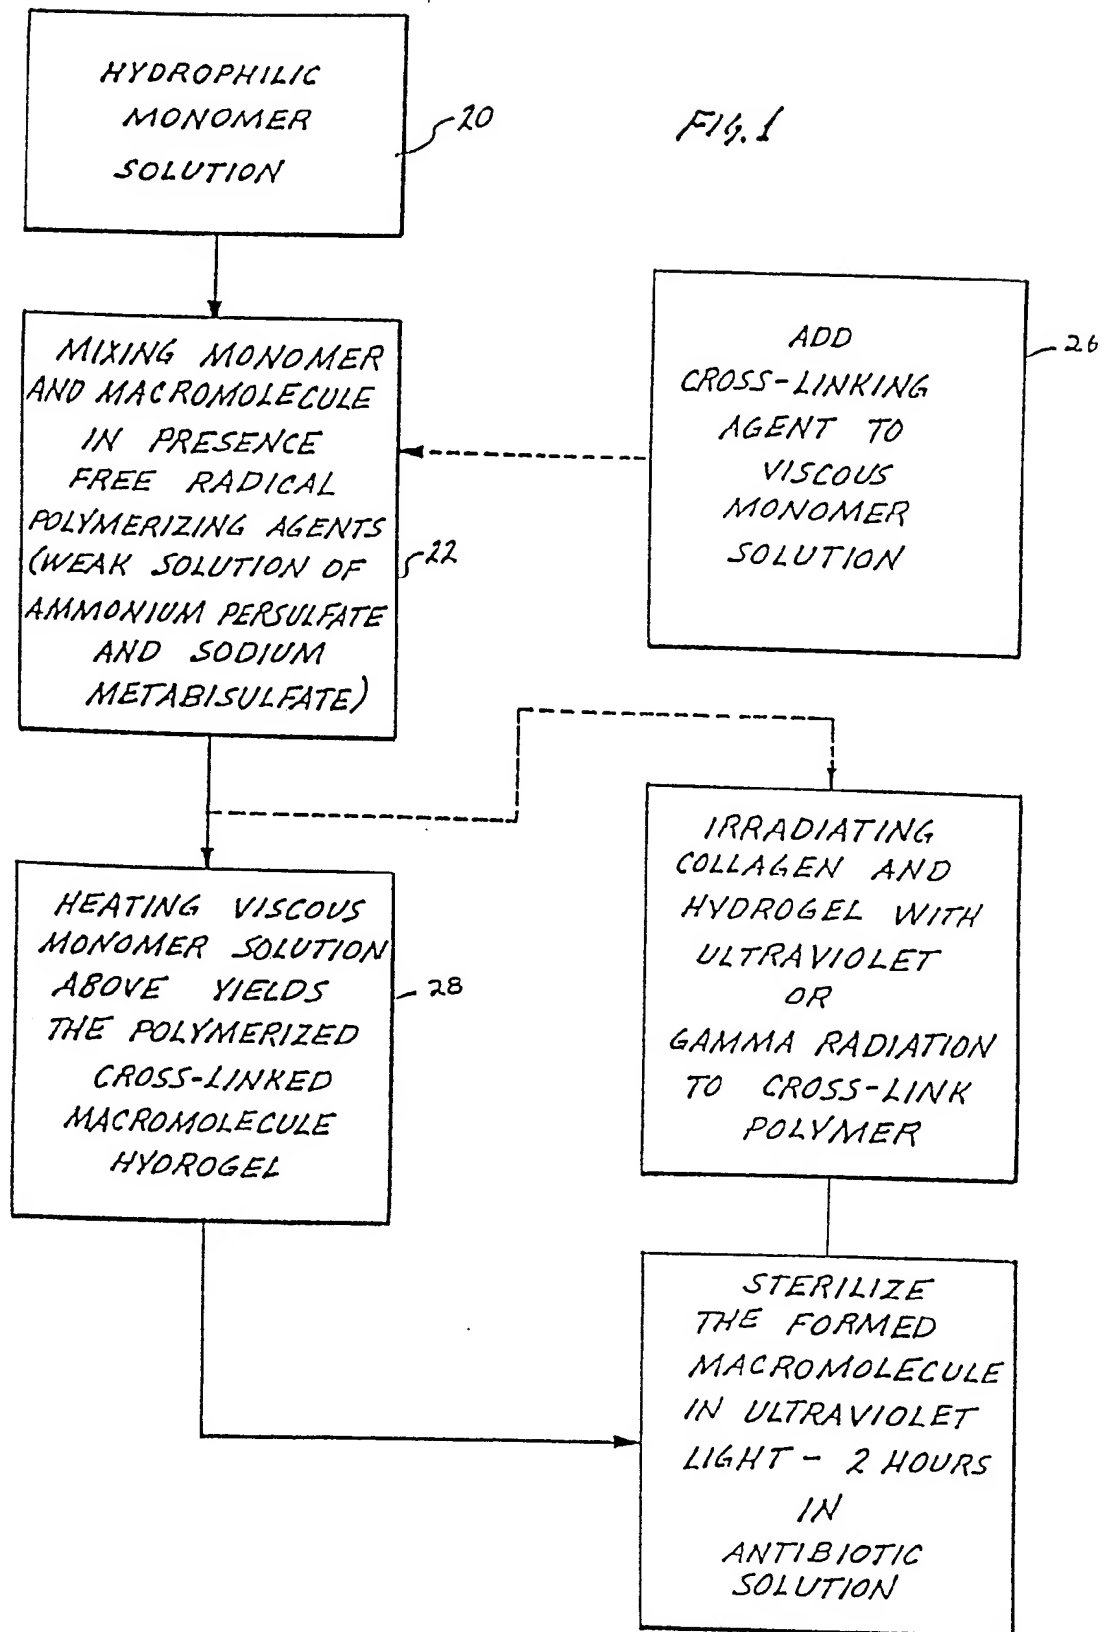 HYDROPHILIC
MONOMER
SOLUTION
20
FIG. 1
MIXING MONOMER
AND MACROMOLECULE
IN PRESENCE
FREE RADICAL
POLYMERIZING AGENTS
(WEAK SOLUTION OF
AMMONIUM PERSULFATE
AND SODIUM
METABISULFATE)
22
ADD
CROSS-LINKING
AGENT TO
VISCOUS
MONOMER
SOLUTION
26
HEATING VISCOUS
MONOMER SOLUTION
ABOVE YIELDS
THE POLYMERIZED
CROSS-LINKED
MACROMOLECULE
HYDROGEL
28
IRRADIATING
COLLAGEN AND
HYDROGEL WITH
ULTRAVIOLET
OR
GAMMA RADIATION
TO CROSS-LINK
POLYMER
STERILIZE
THE FORMED
MACROMOLECULE
IN ULTRAVIOLET
LIGHT - 2 HOURS
IN
ANTIBIOTIC
SOLUTION